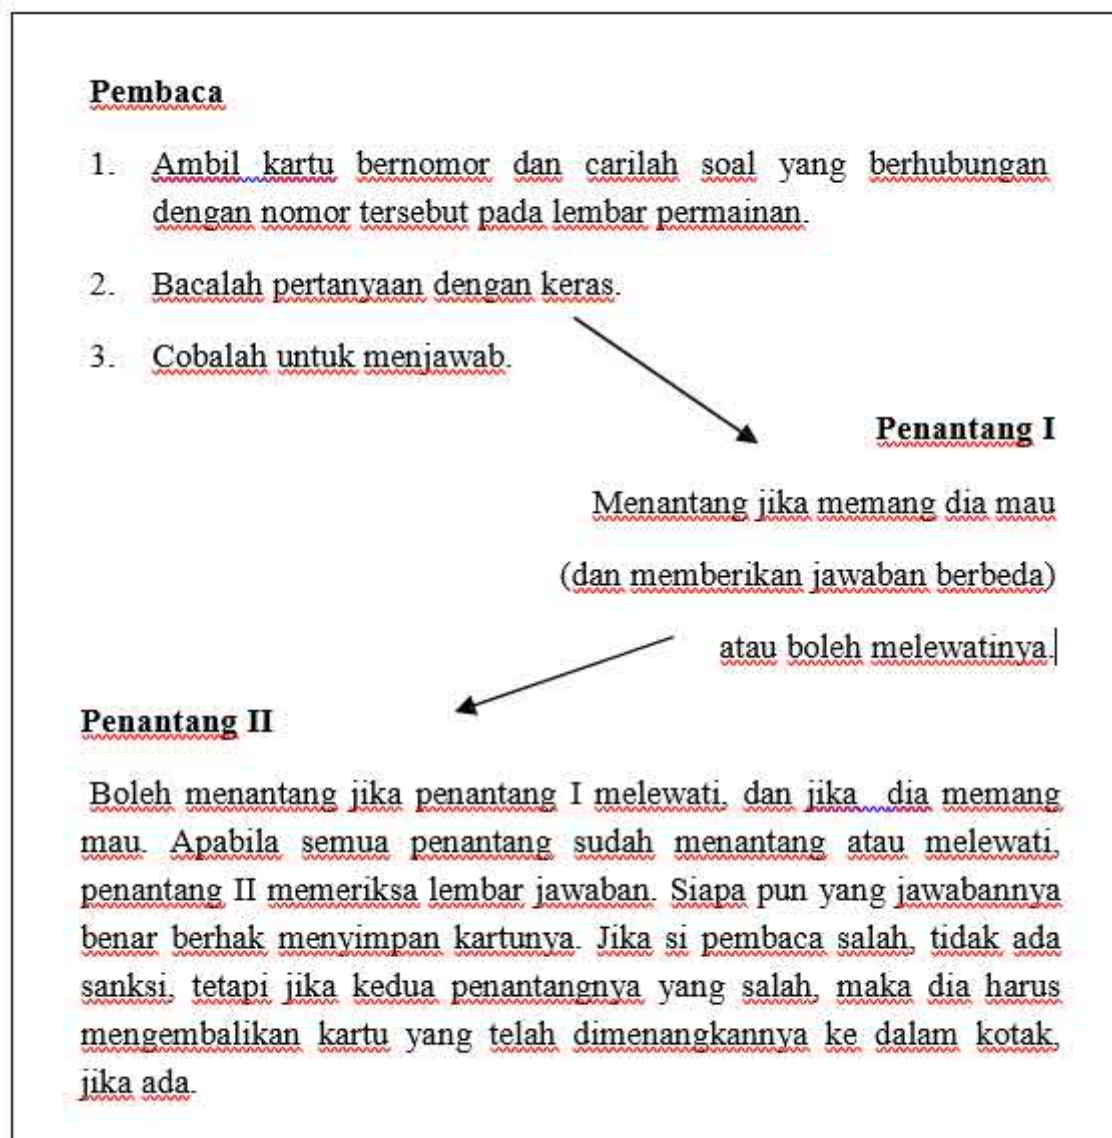 Pembaca
1. Ambil kartu bernomor dan carilah soal yang berhubungan
dengan nomor tersebut pada lembar permainan.
2. Bacalah pertanyaan dengan keras.
3. Cobalah untuk menjawab.
Penantang I
Menantang jika memang dia mau
(dan memberikan jawaban berbeda)
atau boleh melewatinya.
Penantang II
Boleh menantang jika penantang I melewati, dan jika dia memang
mau. Apabila semua penantang sudah menantang atau melewati,
penantang II memeriksa lembar jawaban. Siapa pun yang jawabannya
benar berhak menyimpan kartunya. Jika si pembaca salah, tidak ada
sanksi, tetapi jika kedua penantangnya yang salah, maka dia harus
mengembalikan kartu yang telah dimenangkannya ke dalam kotak,
jika ada.